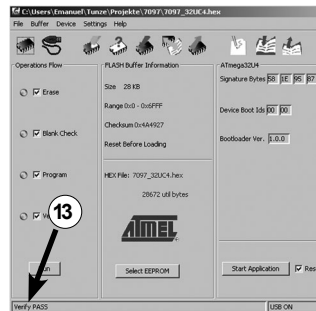 C:\Users\Emanuel\Tunze\Projekte\7097\7097_32UC4.hex
File Buffer Device Settings Help
Operations Flow
Erase
Blank Check
Program
13
FLASH Buffer Information
Size 28 KB
Range 0x0 - 0x6FFF
Checksum 0x4A4927
Reset Before Loading
HEX File: 7097_32UC4.hex
28672 util bytes
ATMEL
Select EEPROM
ATmega32U4
Signature Bytes 58 1E 95 87
Device Boot Ids 00 00
Bootloader Ver. 1.0.0
Start Application
Verify PASS
USB ON